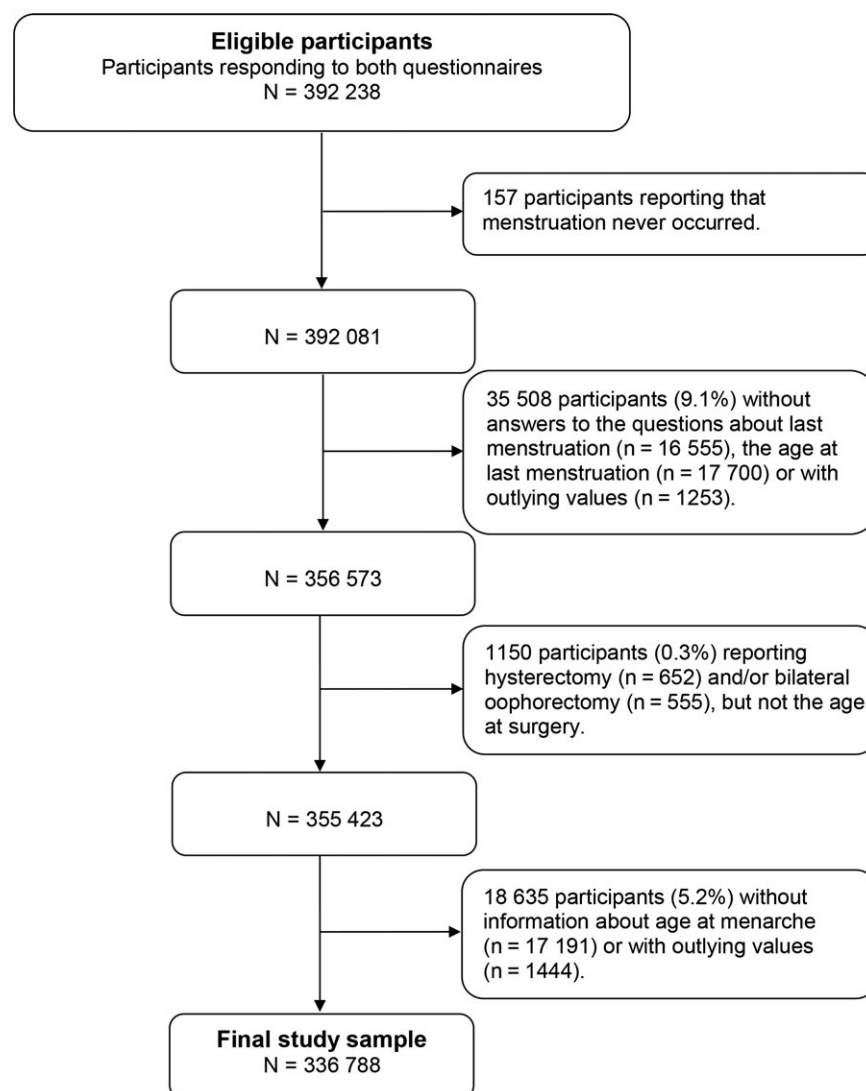 Eligible participants
Participants responding to both questionnaires
N = 392 238
157 participants reporting that
menstruation never occurred.
N = 392 081
35 508 participants (9.1%) without
answers to the questions about last
menstruation (n = 16 555), the age at
last menstruation (n = 17 700) or with
outlying values (n = 1253).
N = 356 573
1150 participants (0.3%) reporting
hysterectomy (n = 652) and/or bilateral
oophorectomy (n = 555), but not the age
at surgery.
N = 355 423
18 635 participants (5.2%) without
information about age at menarche
(n = 17 191) or with outlying values
(n = 1444).
Final study sample
N = 336 788